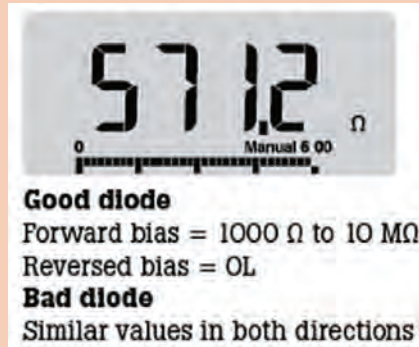 571.2 Ω
0 Manual 6 00
Good diode
Forward bias = 1000 Ω to 10 MΩ
Reversed bias = OL
Bad diode
Similar values in both directions